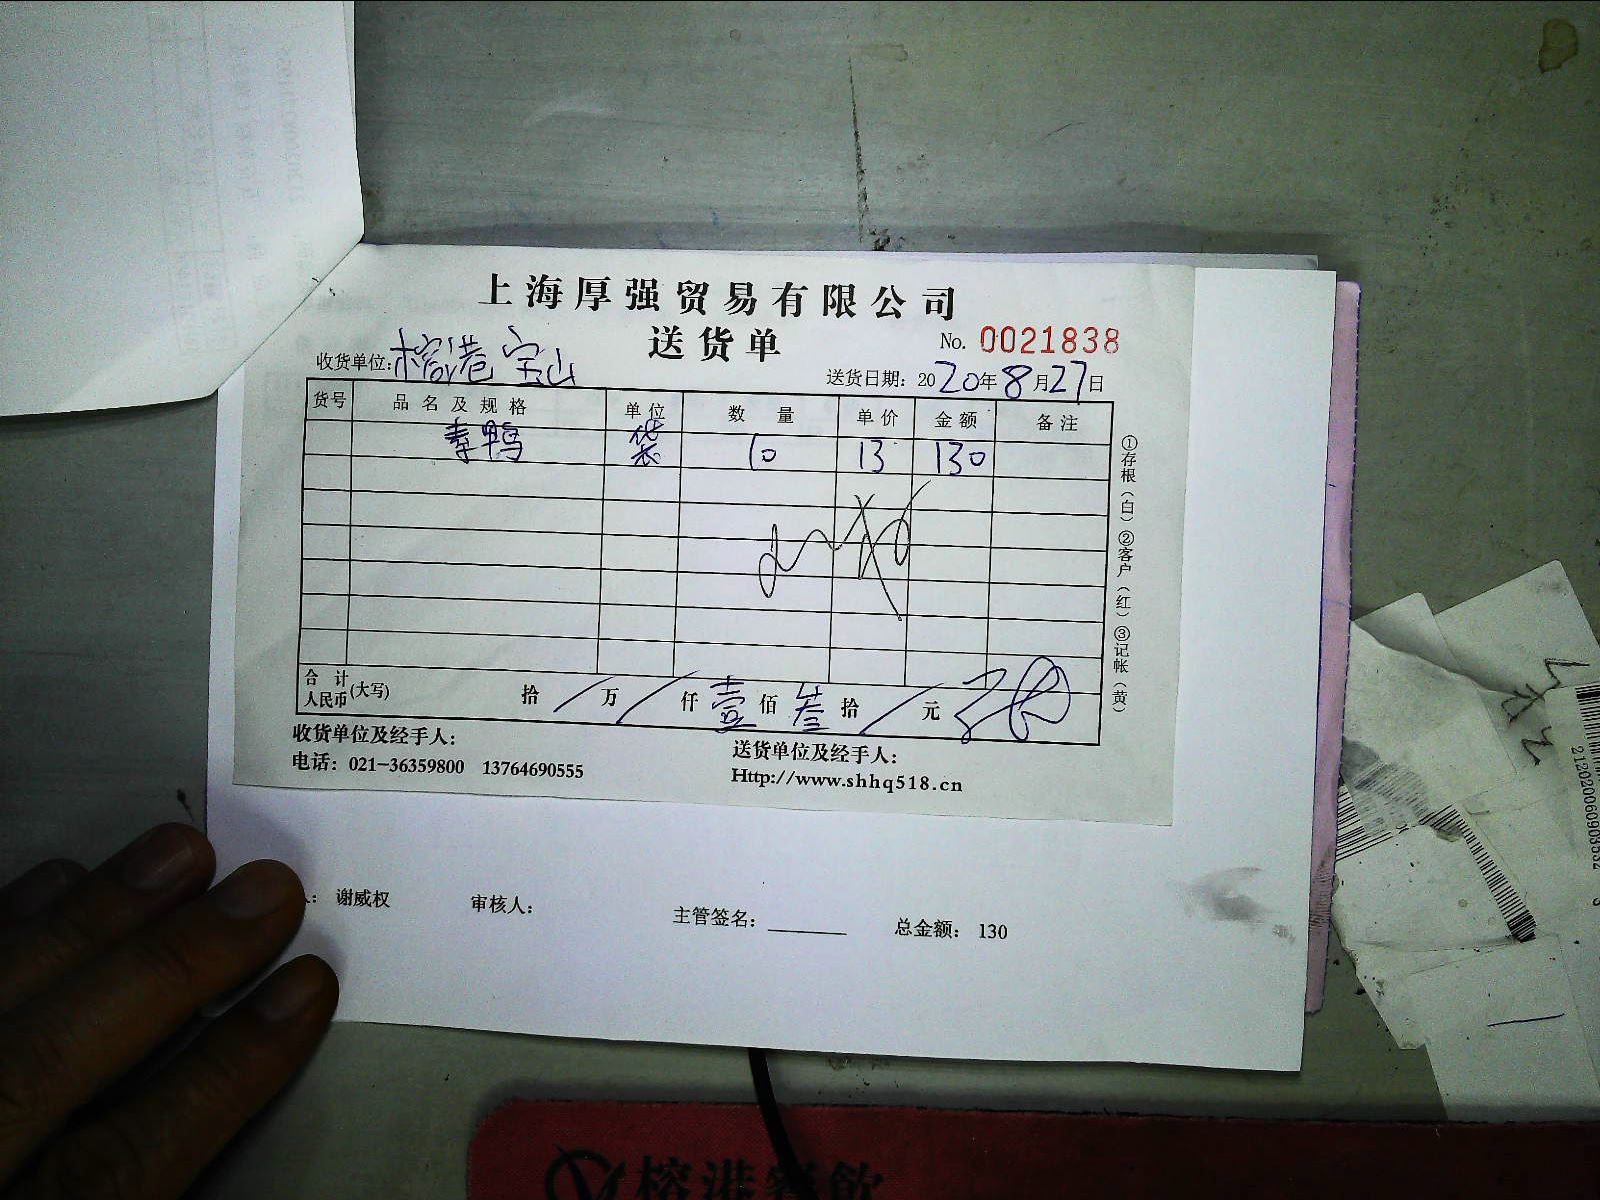 上海厚强贸易有限公司
送货单
No. 0021838
收货单位: 榕港宝山
送货日期: 2020年8月27日
货号 品名及规格 单位 数量 单价 金额 备注
鸭 袋 10 13 130
合计人民币(大写) 拾 / 万 / 仟 壹 佰 叁 拾 / 元
①存根(白)②客户(红)③记帐(黄)
收货单位及经手人:
送货单位及经手人:
电话: 021-36359800 13764690555
Http://www.shhq518.cn
谢威权 审核人: 主管签名: 总金额: 130
榕港餐飲